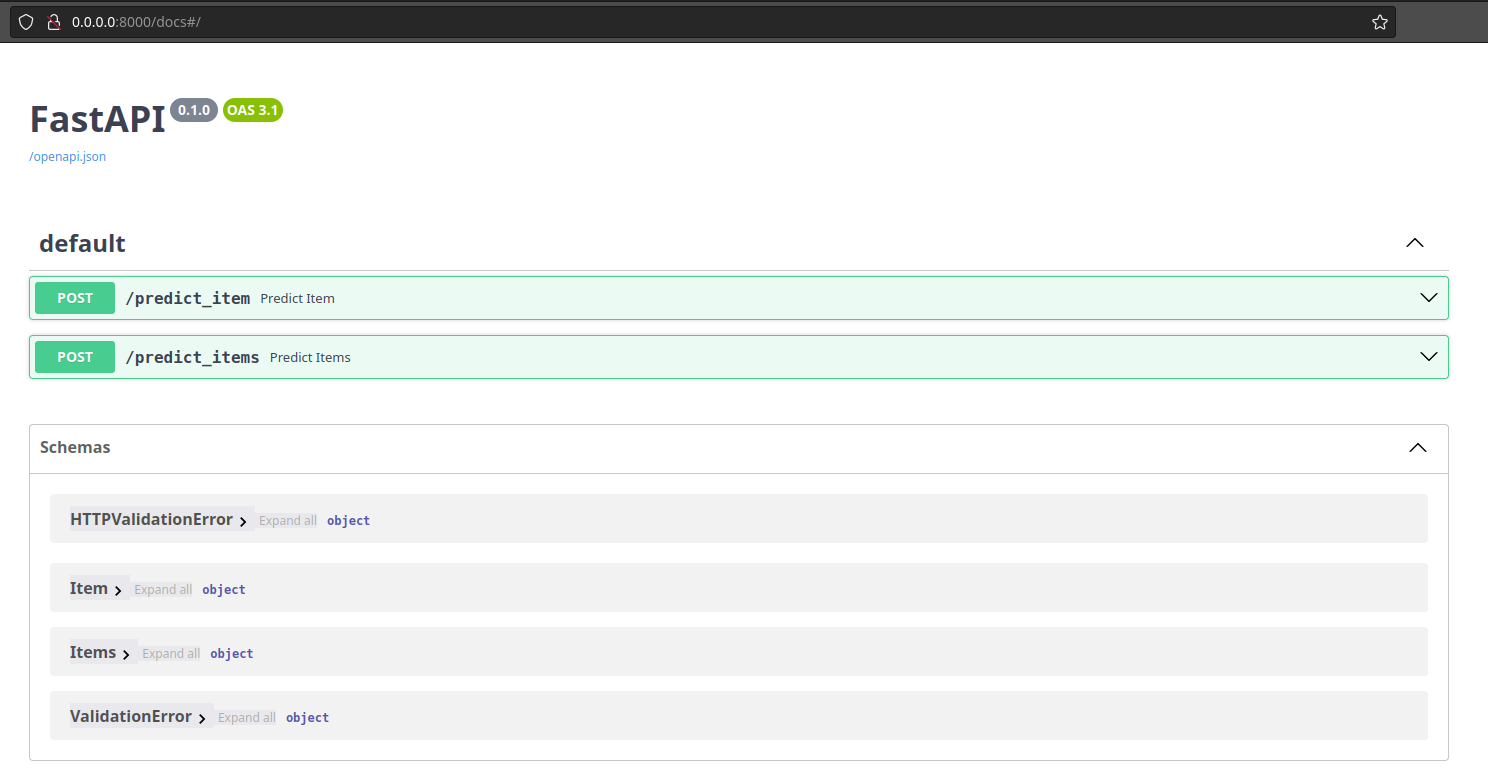 0.0.0.0:8000/docs#/
FastAPI 0.1.0 OAS 3.1
/openapi.json
default
POST /predict_item Predict Item
POST /predict_items Predict Items
Schemas
HTTPValidationError Expand all object
Item Expand all object
Items Expand all object
ValidationError Expand all object